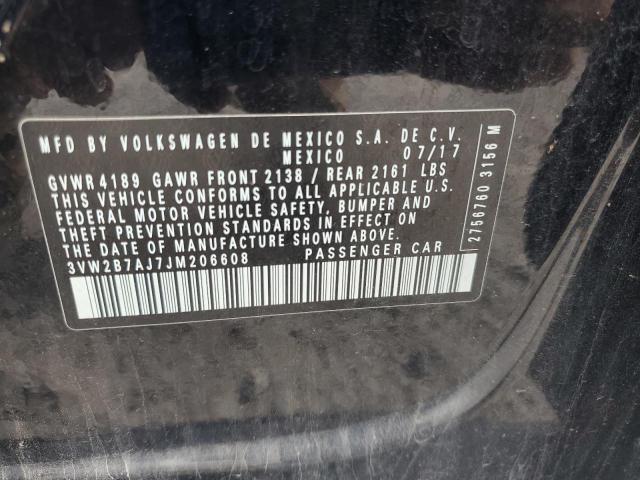 MFD BY VOLKSWAGEN DE MEXICO S.A. DE C.V.
MEXICO 07/17
GVWR 4189 GAWR FRONT 2138 / REAR 2161 LBS
THIS VEHICLE CONFORMS TO ALL APPLICABLE U.S.
FEDERAL MOTOR VEHICLE SAFETY, BUMPER AND
THEFT PREVENTION STANDARDS IN EFFECT ON
THE DATE OF MANUFACTURE SHOWN ABOVE.
3VW2B7AJ7JM206608 PASSENGER CAR
2756760 3156 M